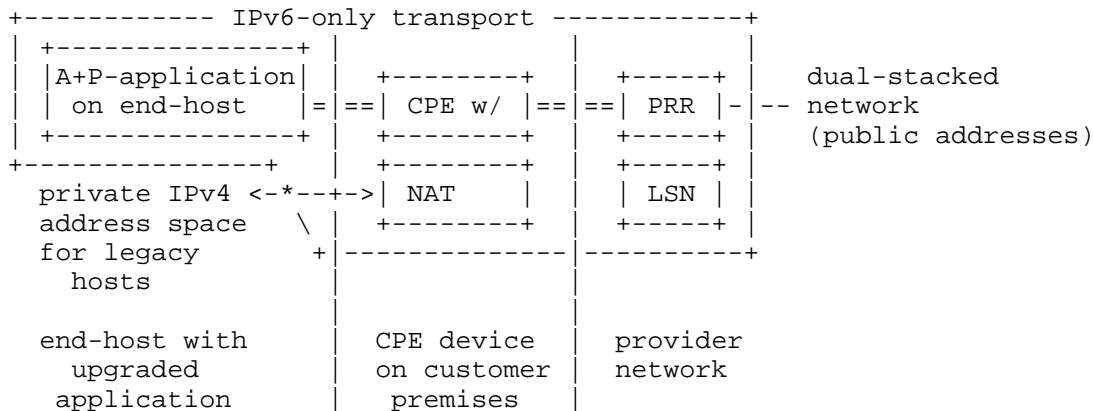 +------------ IPv6-only transport ------------+
| +---------------+ |              |          |
| |A+P-application| |  +--------+  |  +-----+ |   dual-stacked
| | on end-host   |=|==| CPE w/ |==|==| PRR |-|-- network
| +---------------+ |  +--------+  |  +-----+ |   (public addresses)
+---------------+   |  +--------+  |  +-----+ |
  private IPv4 <-*--+->| NAT    |  |  | LSN | |
  address space   \ |  +--------+  |  +-----+ |
  for legacy       +|--------------|----------+
    hosts           |              |
                    |              |
  end-host with     |  CPE device  |  provider
    upgraded        |  on customer |  network
   application      |   premises   |